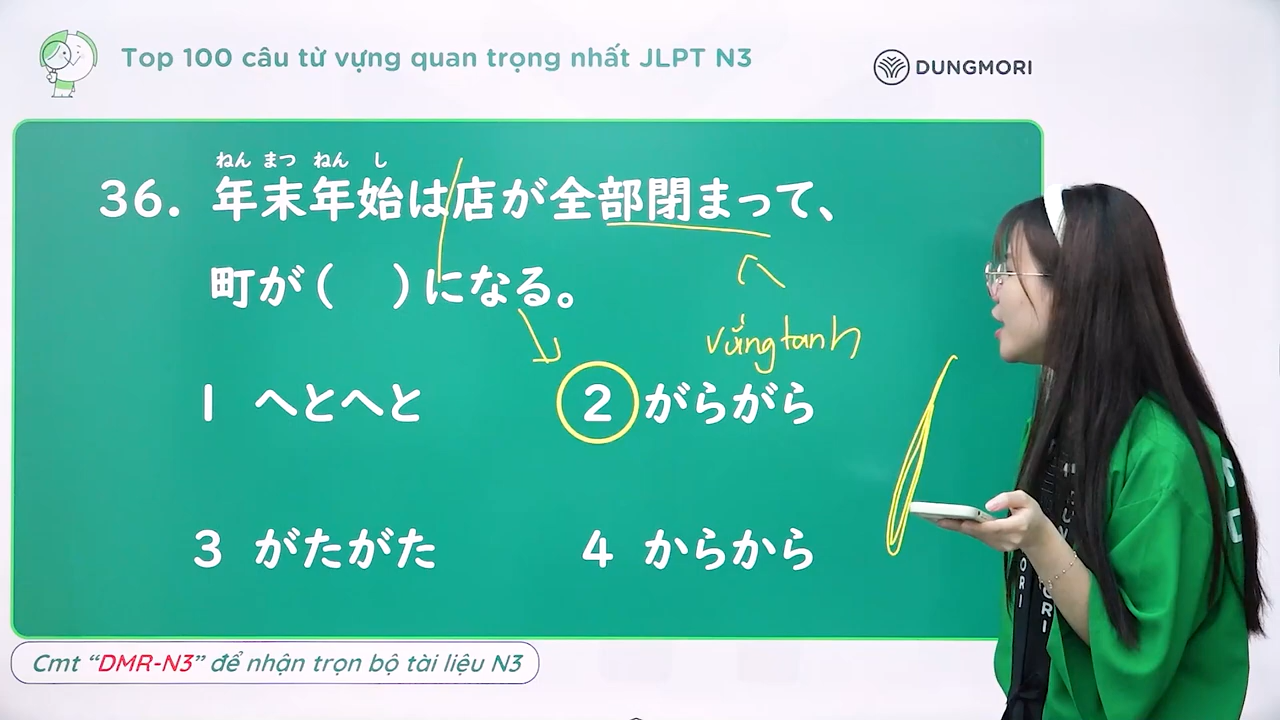 Top 100 câu từ vựng quan trọng nhất JLPT N3
DUNGMORI
ねん まつ ねん し
36. 年末年始は店が全部閉まって、
町が( )になる。
vắng tanh
1 へとへと
2 がらがら
3 がたがた
4 からから
Cmt “DMR-N3” để nhận trọn bộ tài liệu N3